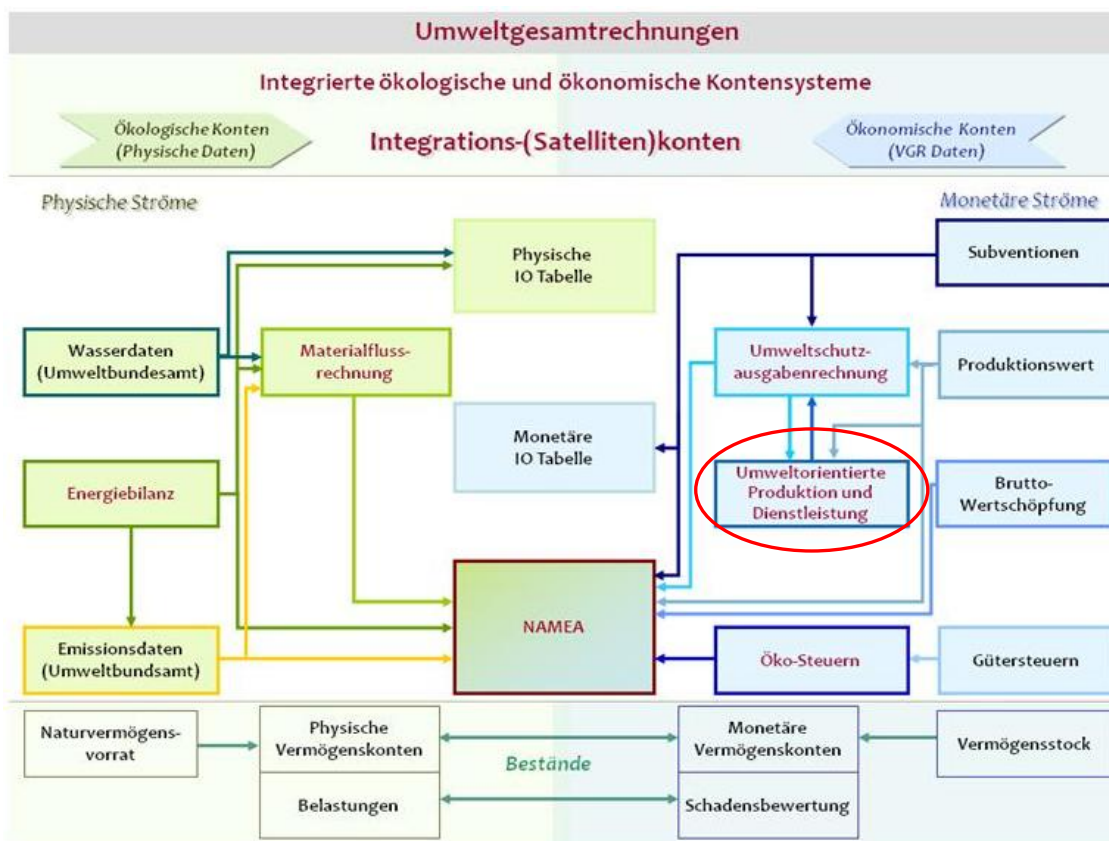 Umweltgesamtrechnungen
Integrierte ökologische und ökonomische Kontensysteme
Ökologische Konten
(Physische Daten)
Integrations-(Satelliten)konten
Ökonomische Konten
(VGR Daten)
Physische Ströme
Monetäre Ströme
Physische
IO Tabelle
Subventionen
Wasserdaten
(Umweltbundesamt)
Materialfluss-
rechnung
Umweltschutz-
ausgabenrechnung
Produktionswert
Monetäre
IO Tabelle
Energiebilanz
Umweltorientierte
Produktion und
Dienstleistung
Brutto-
Wertschöpfung
NAMEA
Emissionsdaten
(Umweltbundsamt)
Öko-Steuern
Gütersteuern
Naturvermögens-
vorrat
Physische
Vermögenskonten
Bestände
Monetäre
Vermögenskonten
Vermögensstock
Belastungen
Schadensbewertung